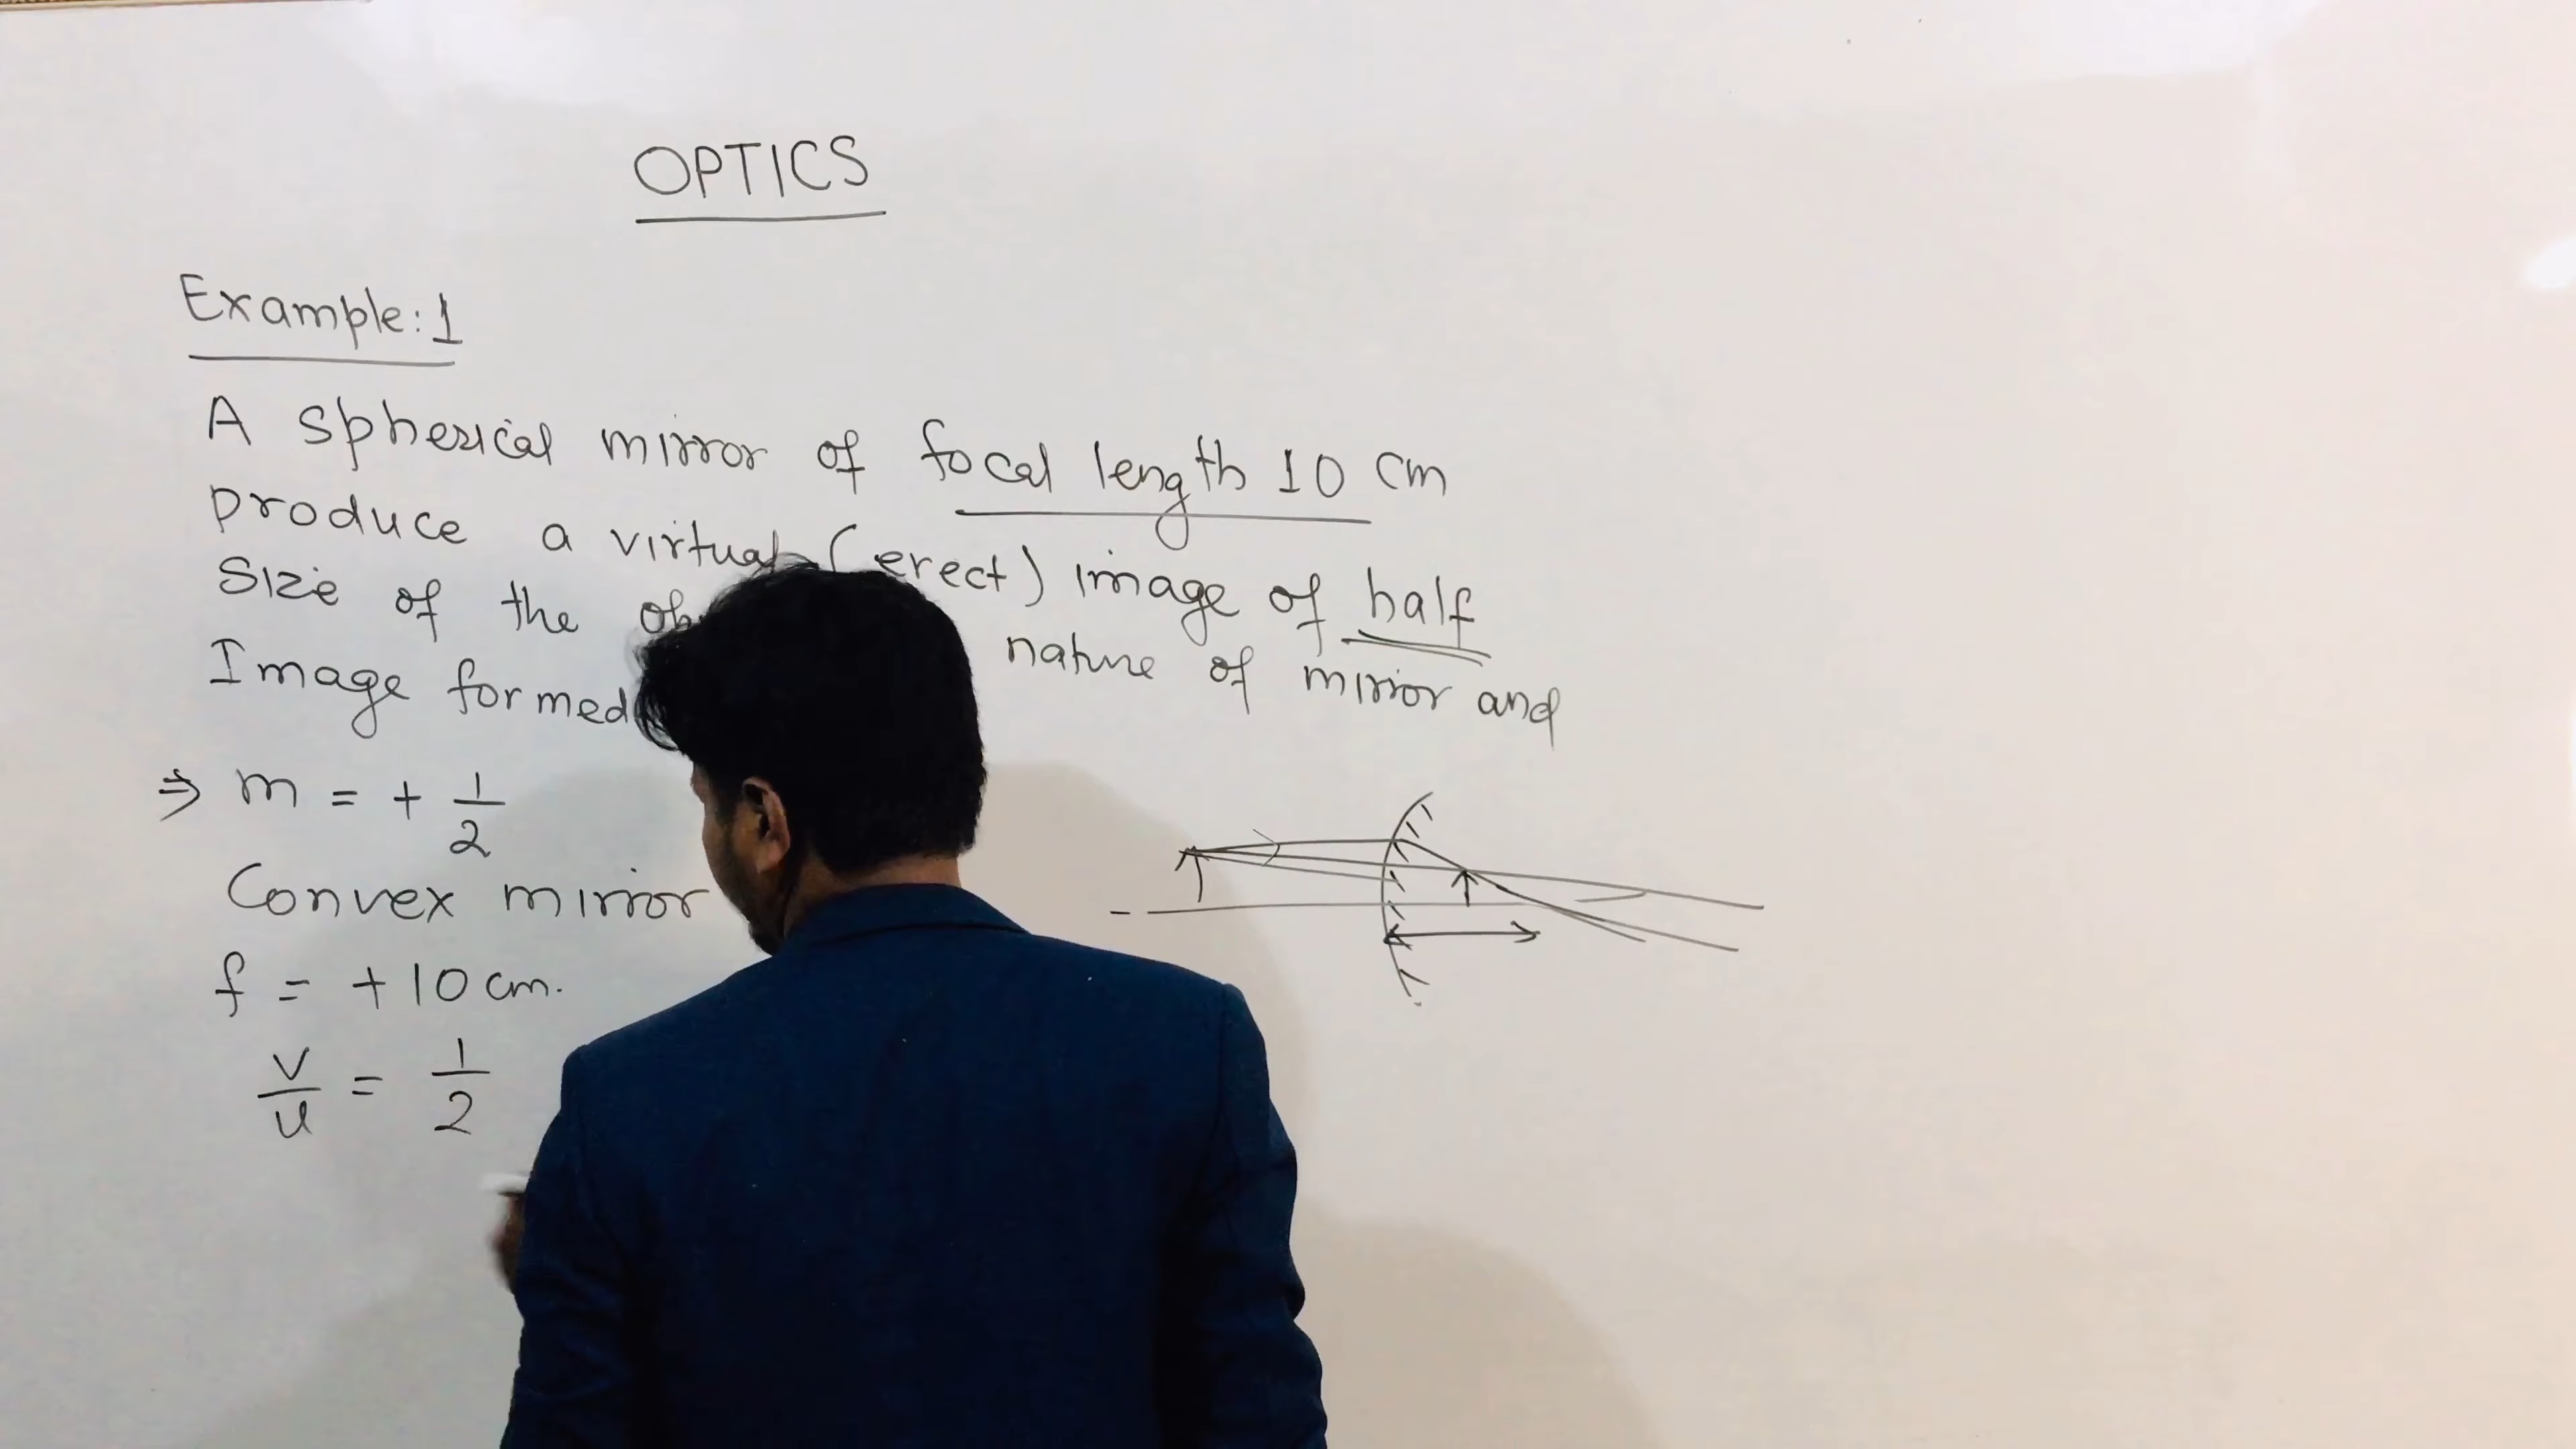 OPTICS
Example:1
A spherical mirror of focal length 10 cm
produce a virtual (erect) image of half
Size of the
Image formed nature of mirror and
⇒ m = + 1/2
Convex mirror
f = +10 cm.
v/u = 1/2